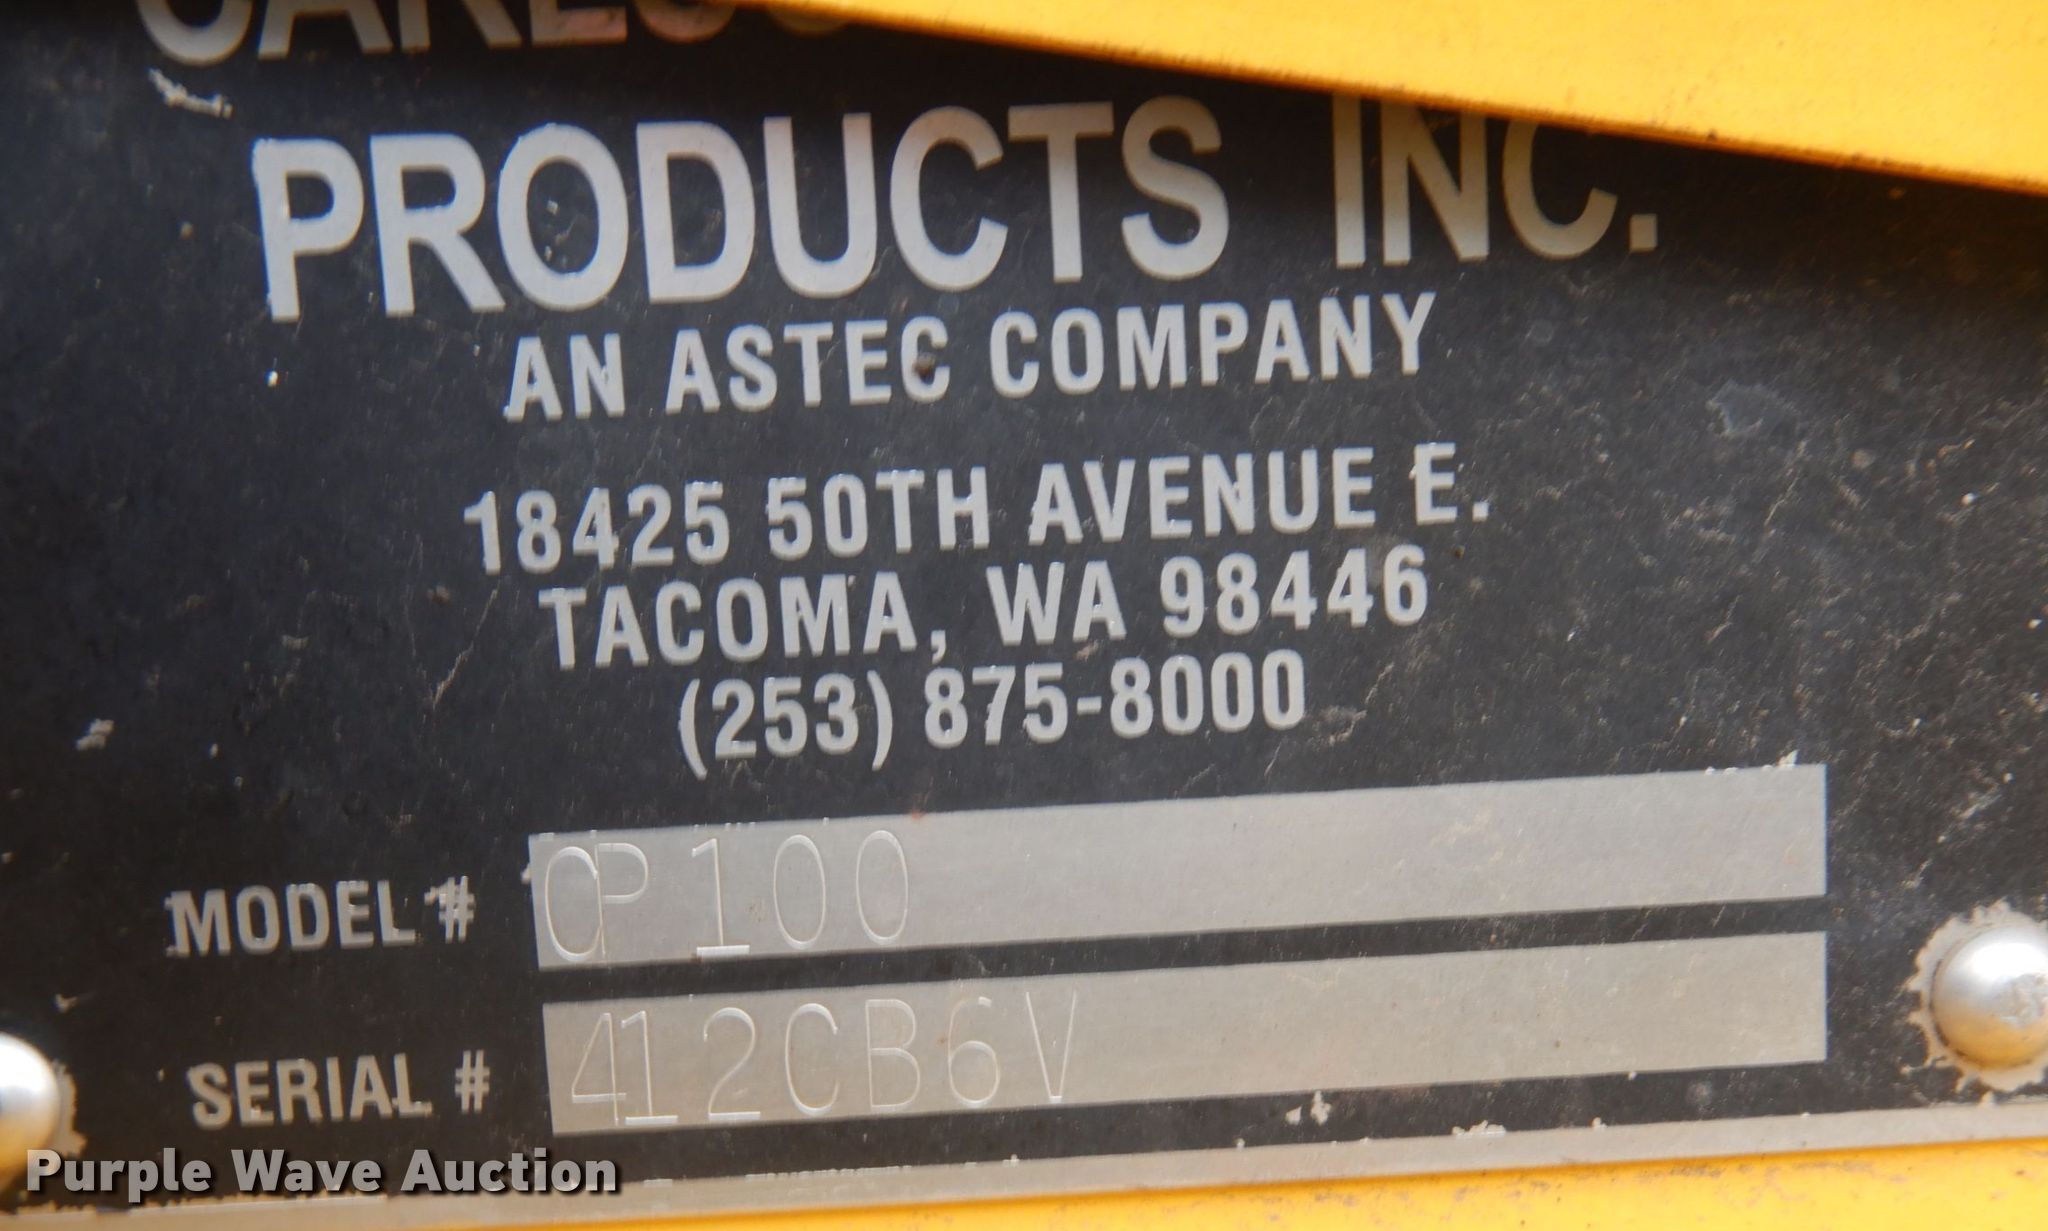 PRODUCTS INC.
AN ASTEC COMPANY
18425 50TH AVENUE E.
TACOMA, WA 98446
(253) 875-8000
MODEL # CP100
SERIAL # 412CB6V
Purple Wave Auction